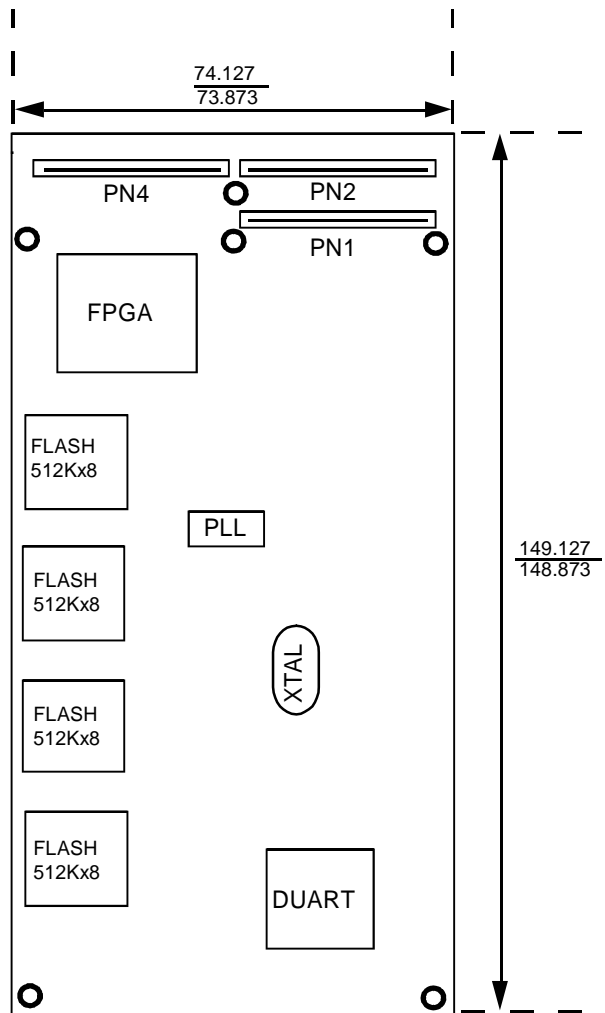 74.127
73.873
PN4
PN2
PN1
FPGA
FLASH
512Kx8
PLL
149.127
148.873
FLASH
512Kx8
XTAL
FLASH
512Kx8
FLASH
512Kx8
DUART